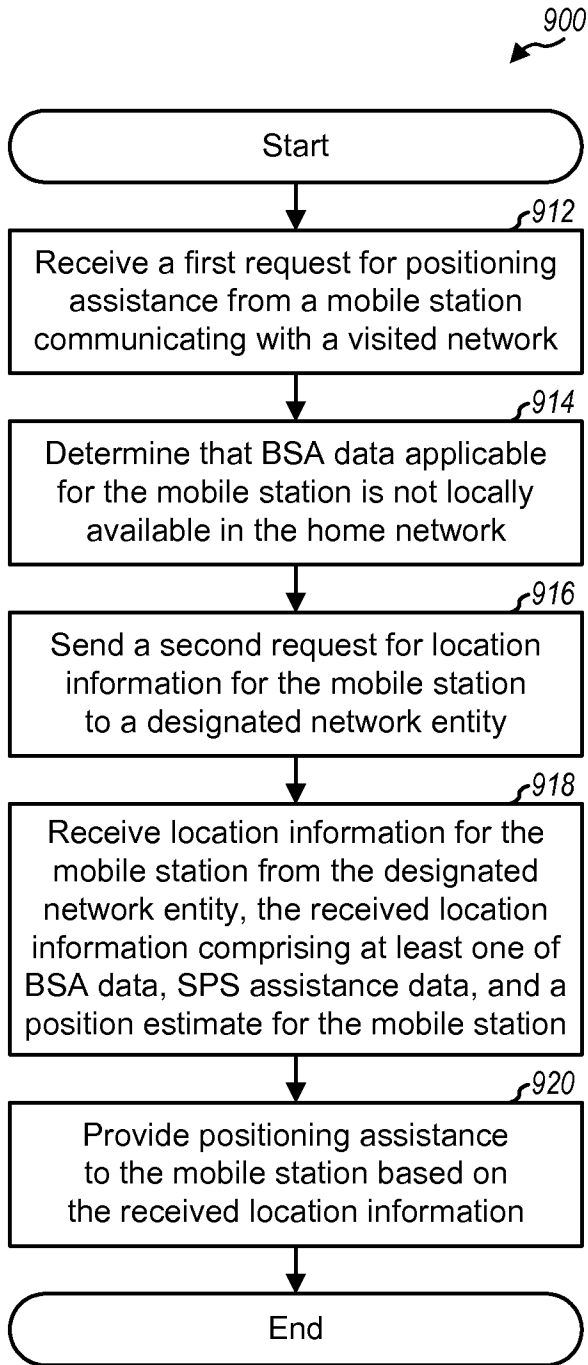 900
Start
912
Receive a first request for positioning
assistance from a mobile station
communicating with a visited network
914
Determine that BSA data applicable
for the mobile station is not locally
available in the home network
916
Send a second request for location
information for the mobile station
to a designated network entity
918
Receive location information for the
mobile station from the designated
network entity, the received location
information comprising at least one of
BSA data, SPS assistance data, and a
position estimate for the mobile station
920
Provide positioning assistance
to the mobile station based on
the received location information
End